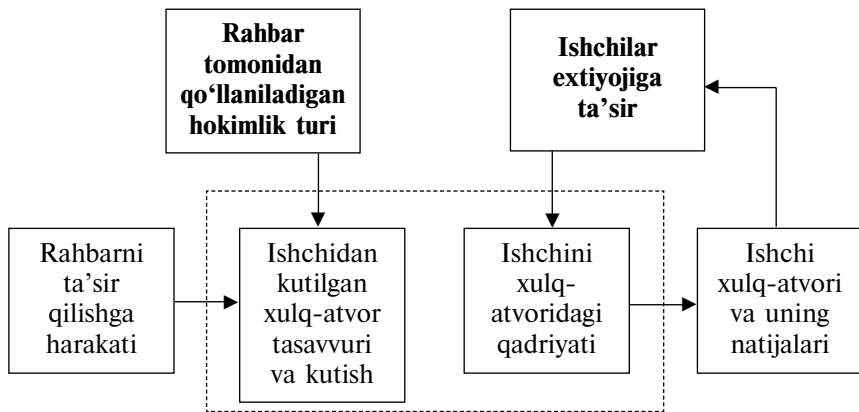 Rahbar
tomonidan
qo‘llaniladigan
hokimlik turi
Ishchilar
extiyojiga
ta’sir
Rahbarni
ta’sir
qilishga
harakati
Ishchidan
kutilgan
xulq-atvor
tasavvuri
va kutish
Ishchini
xulq-
atvoridagi
qadriyati
Ishchi
xulq-atvori
va uning
natijalari